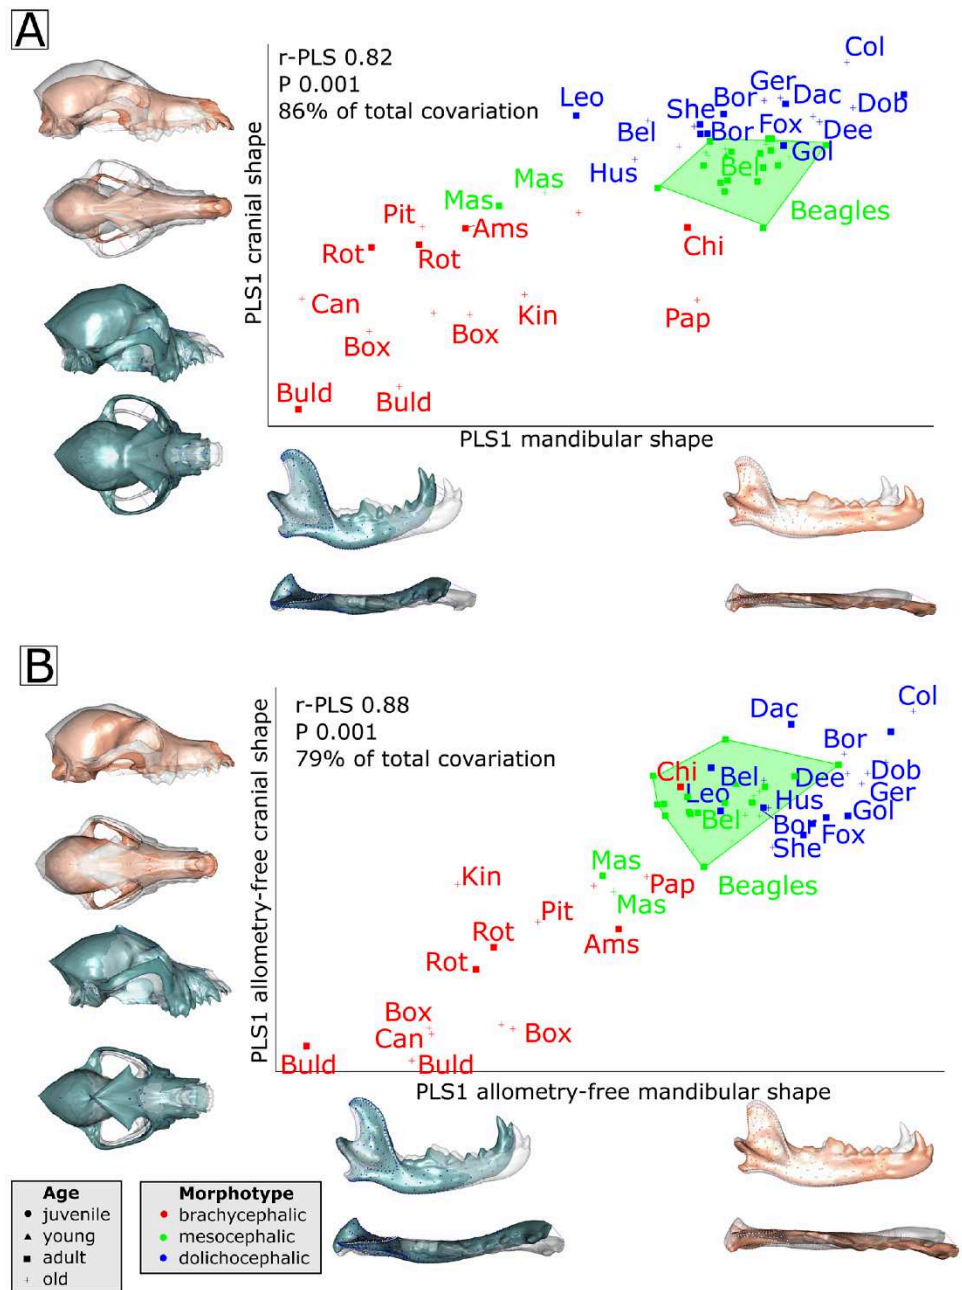 A
r-PLS 0.82
P 0.001
86% of total covariation
PLS1 cranial shape
Col
Ger
Leo
Bor
Dac
Dob
She
Bel
Bor
Fox
Dee
Gol
Hus
Bel
Mas
Mas
Beagles
Pit
Ams
Chi
Rot
Rot
Can
Kin
Pap
Box
Box
Buld
Buld
PLS1 mandibular shape
B
r-PLS 0.88
P 0.001
79% of total covariation
PLS1 allometry-free cranial shape
Col
Dac
Bor
Chi
Bel
Dee
Dob
Leo
Hus
Ger
Bel
Bor
Fox
Gol
She
Mas
Pap
Beagles
Kin
Mas
Pit
Rot
Ams
Rot
Box
Can
Box
Buld
Buld
PLS1 allometry-free mandibular shape
Age
juvenile
young
adult
old
Morphotype
brachycephalic
mesocephalic
dolichocephalic